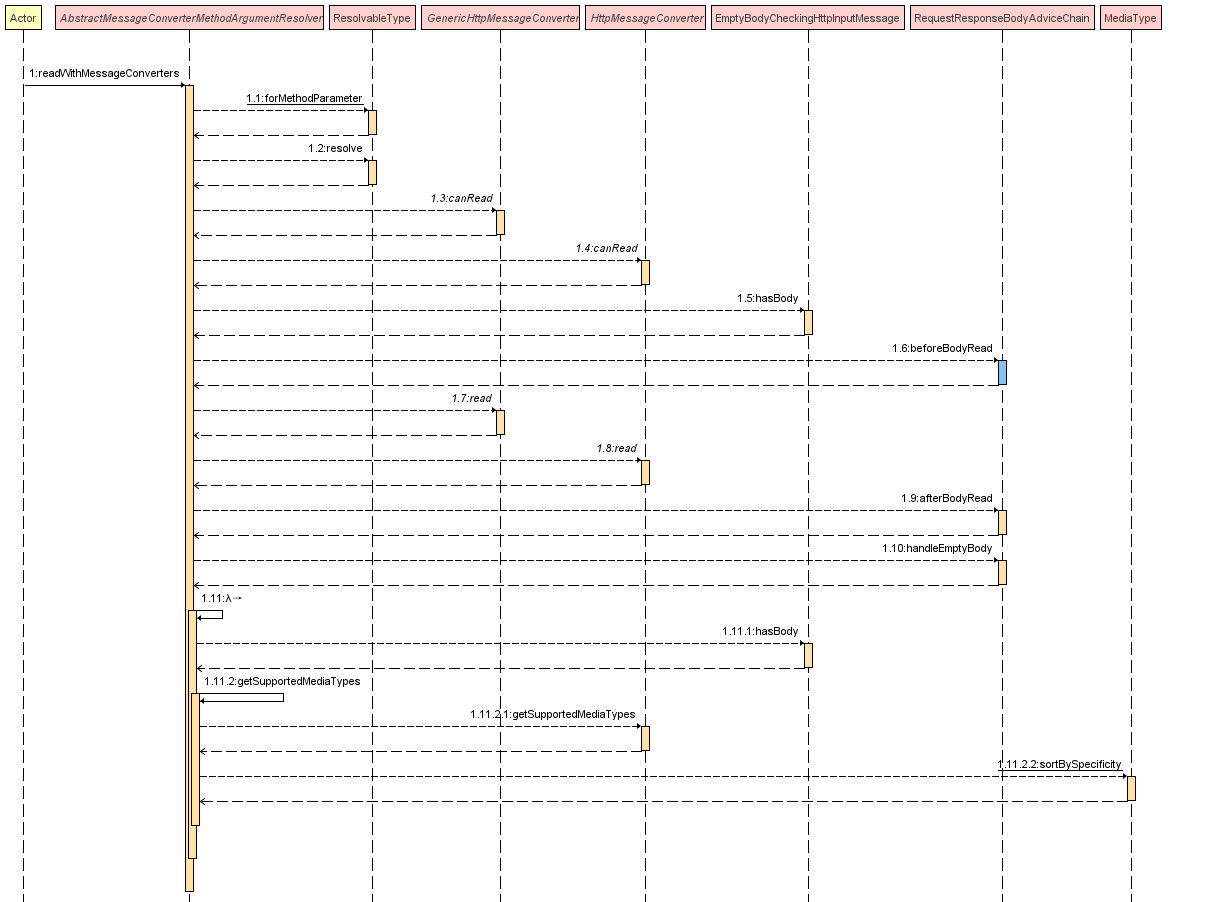 Actor AbstractMessageConverterMethodArgumentResolver ResolvableType GenericHttpMessageConverter HttpMessageConverter EmptyBodyCheckingHttpInputMessage RequestResponseBodyAdviceChain MediaType
1:readWithMessageConverters
1.1:forMethodParameter
1.2:resolve
1.3:canRead
1.4:canRead
1.5:hasBody
1.6:beforeBodyRead
1.7:read
1.8:read
1.9:afterBodyRead
1.10:handleEmptyBody
1.11:λ→
1.11.1:hasBody
1.11.2:getSupportedMediaTypes
1.11.2.1:getSupportedMediaTypes
1.11.2.2:sortBySpecificity